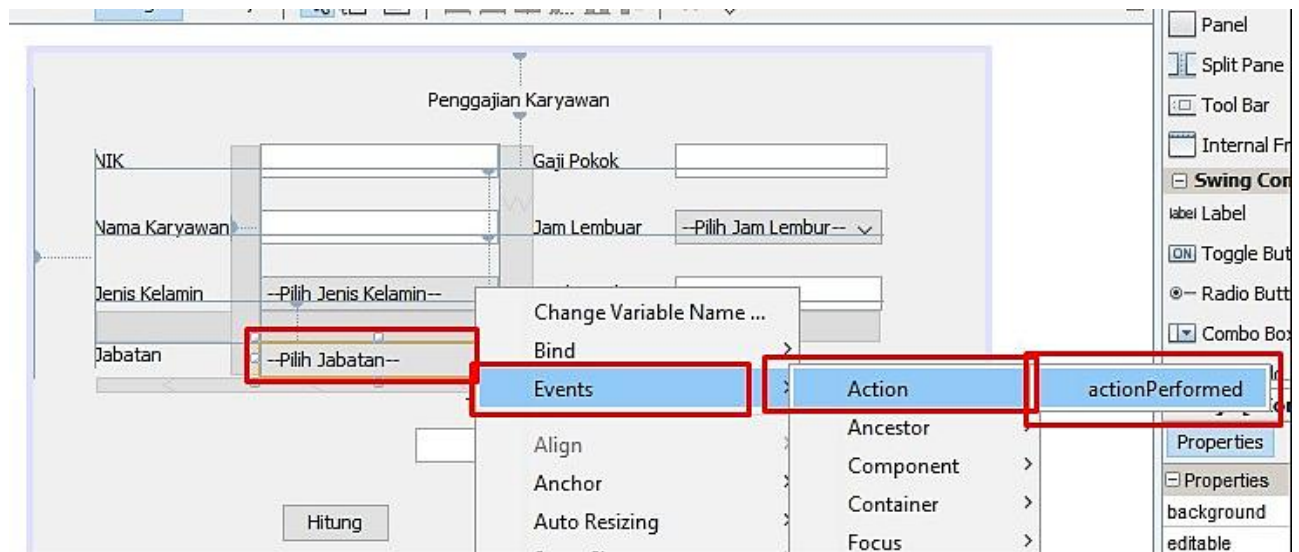 Panel
Split Pane
Tool Bar
Internal Fr
Swing Con
label Label
ON Toggle But
Radio Butt
Combo Box
Penggajian Karyawan
NIK
Gaji Pokok
Nama Karyawan
Jam Lembuar
--Pilih Jam Lembur--
Jenis Kelamin
--Pilih Jenis Kelamin--
Jabatan
--Pilih Jabatan--
Hitung
Change Variable Name ...
Bind
Events
Align
Anchor
Auto Resizing
Action
Ancestor
Component
Container
Focus
actionPerformed
Properties
Properties
background
editable